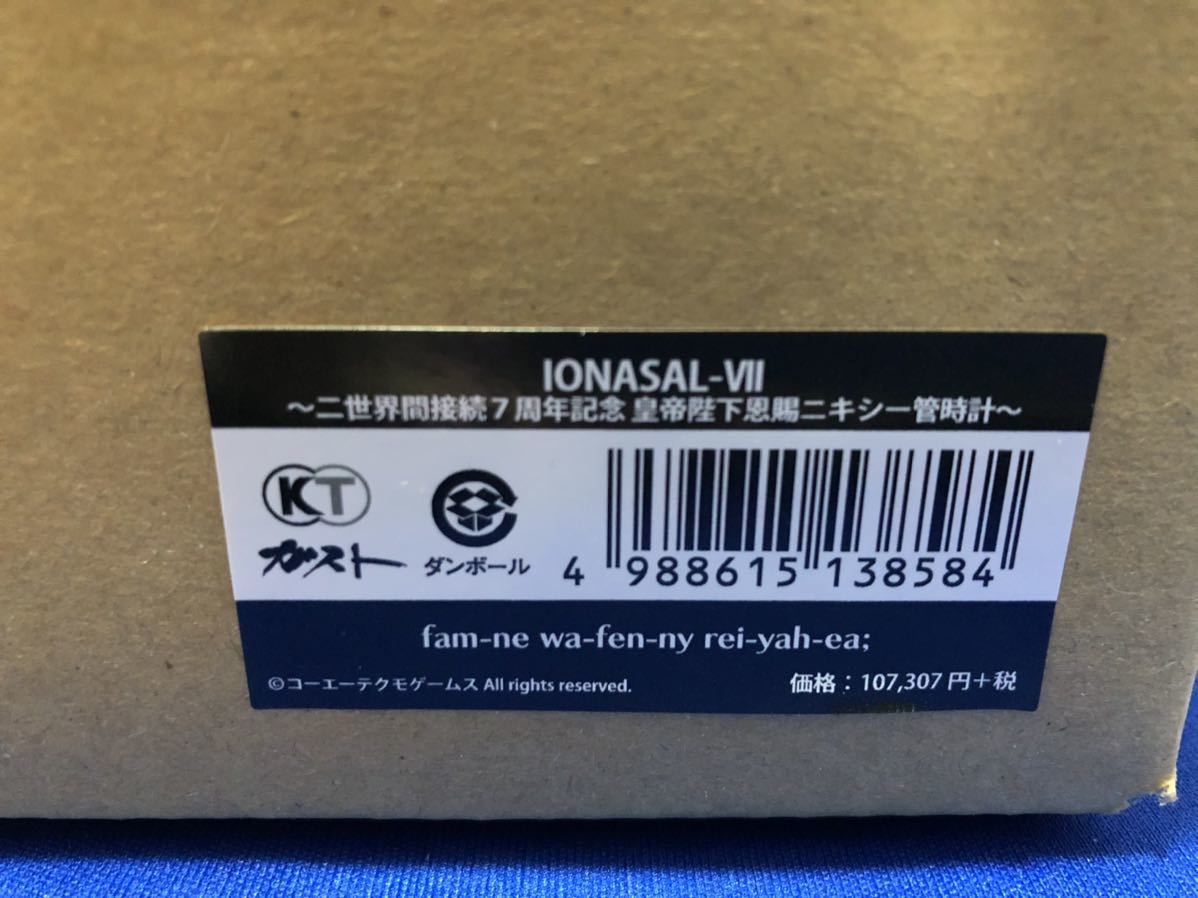 IONASAL-VII
～二世界間接続７周年記念 皇帝陛下恩賜ニキシー管時計～
KT
ガスト
ダンボール
4 988615 138584
fam-ne wa-fen-ny rei-yah-ea;
©コーエーテクモゲームス All rights reserved.
価格：107,307円＋税